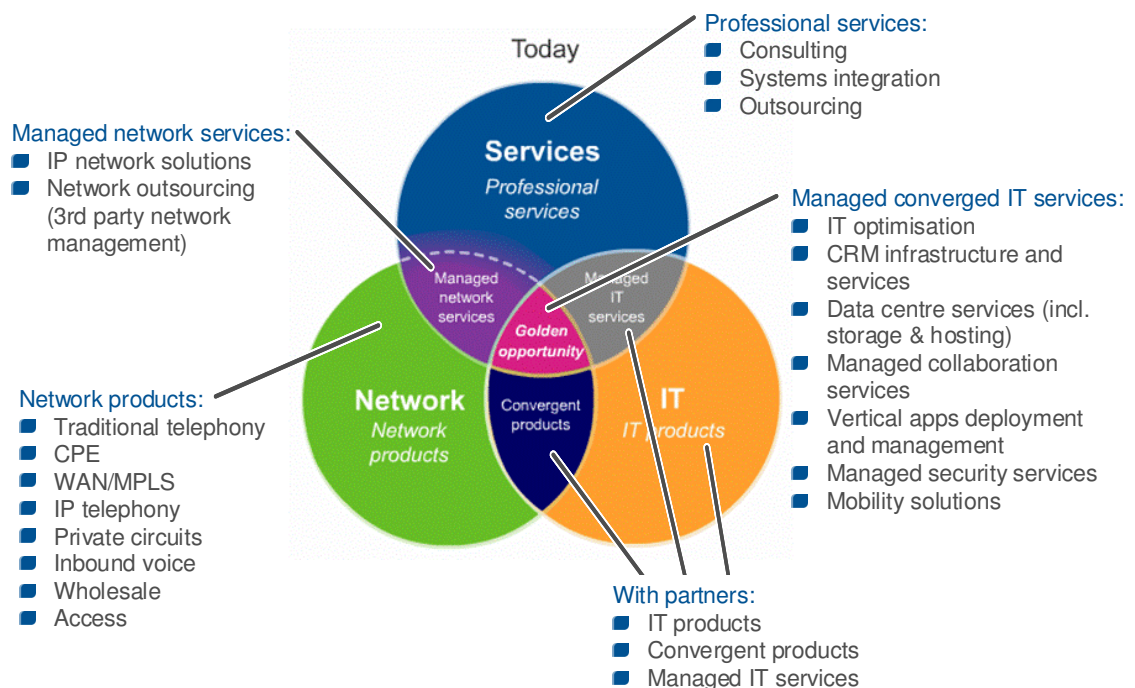 Today
Professional services:
Consulting
Systems integration
Outsourcing
Managed network services:
IP network solutions
Network outsourcing
(3rd party network
management)
Services
Professional
services
Managed converged IT services:
IT optimisation
CRM infrastructure and
services
Data centre services (incl.
storage & hosting)
Managed collaboration
services
Vertical apps deployment
and management
Managed security services
Mobility solutions
Managed
network
services
Managed
IT
services
Golden
opportunity
Network
Network
products
Convergent
products
IT
IT products
Network products:
Traditional telephony
CPE
WAN/MPLS
IP telephony
Private circuits
Inbound voice
Wholesale
Access
With partners:
IT products
Convergent products
Managed IT services